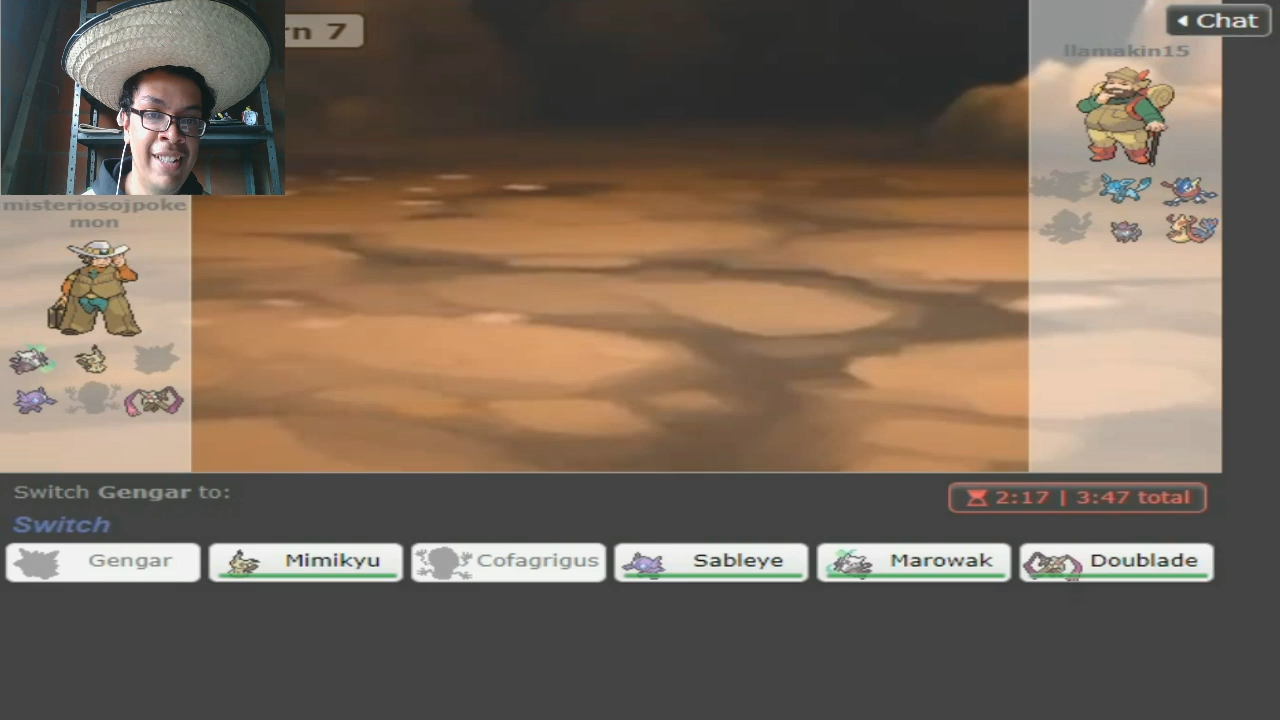 rn 7
Chat
llamakin15
misteriosojpoke
mon
Switch Gengar to:
2:17 | 3:47 total
Switch
Gengar Mimikyu Cofagrigus Sableye Marowak Doublade